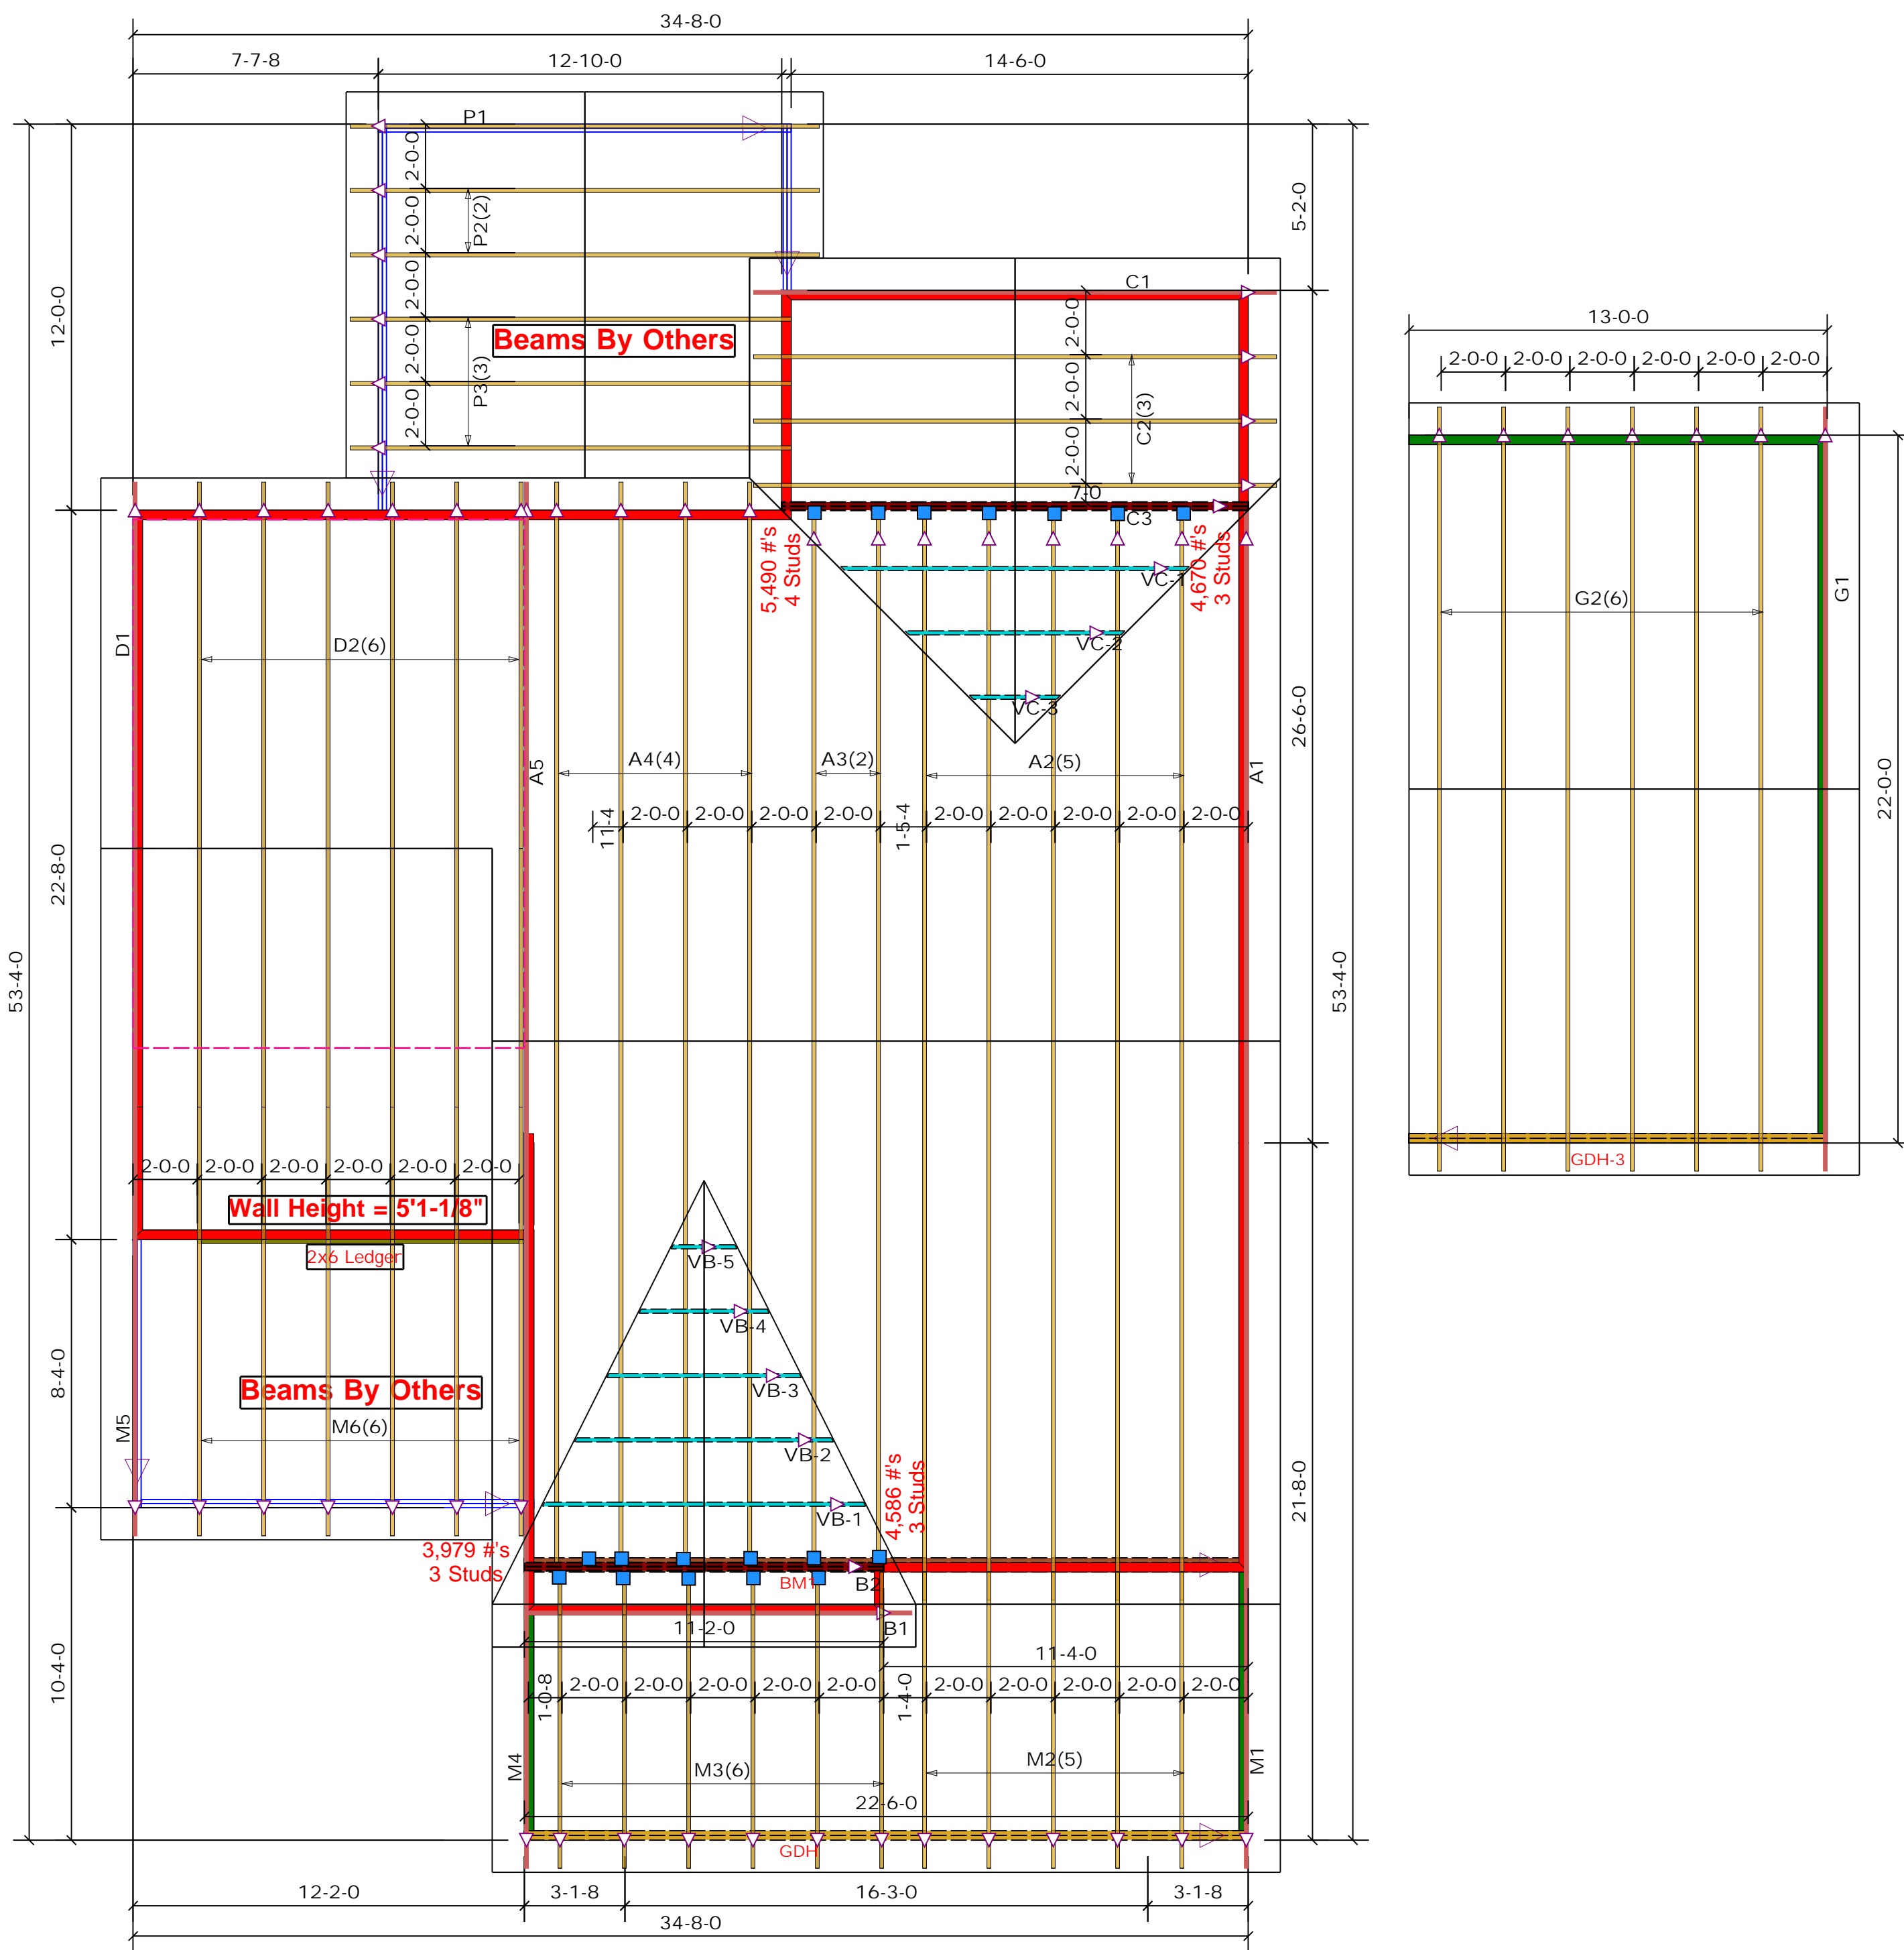 34-8-0
7-7-8
12-10-0
14-6-0
P1
2-0-0
2-0-0
P2(2)
2-0-0
2-0-0
P3(3)
2-0-0
Beams By Others
12-0-0
5-2-0
C1
2-0-0
2-0-0
C2(3)
2-0-0
7-0
C3
13-0-0
2-0-0
2-0-0
2-0-0
2-0-0
2-0-0
2-0-0
G2(6)
G1
22-0-0
GDH-3
5,490 #'s
4 Studs
4,670 #'s
3 Studs
VC-1
VC-2
VC-3
D1
D2(6)
A5
A4(4)
A3(2)
A2(5)
A1
26-6-0
11-4
2-0-0
2-0-0
2-0-0
2-0-0
1-5-4
2-0-0
2-0-0
2-0-0
2-0-0
2-0-0
22-8-0
53-4-0
53-4-0
2-0-0
2-0-0
2-0-0
2-0-0
2-0-0
2-0-0
Wall Height = 5'1-1/8"
2x6 Ledger
VB-5
VB-4
VB-3
VB-2
VB-1
8-4-0
Beams By Others
M5
M6(6)
4,586 #'s
3 Studs
21-8-0
3,979 #'s
3 Studs
BM1
B2
B1
11-2-0
11-4-0
10-4-0
1-0-8
2-0-0
2-0-0
2-0-0
2-0-0
2-0-0
1-4-0
2-0-0
2-0-0
2-0-0
2-0-0
2-0-0
M4
M3(6)
M2(5)
M1
22-6-0
GDH
12-2-0
3-1-8
16-3-0
3-1-8
34-8-0